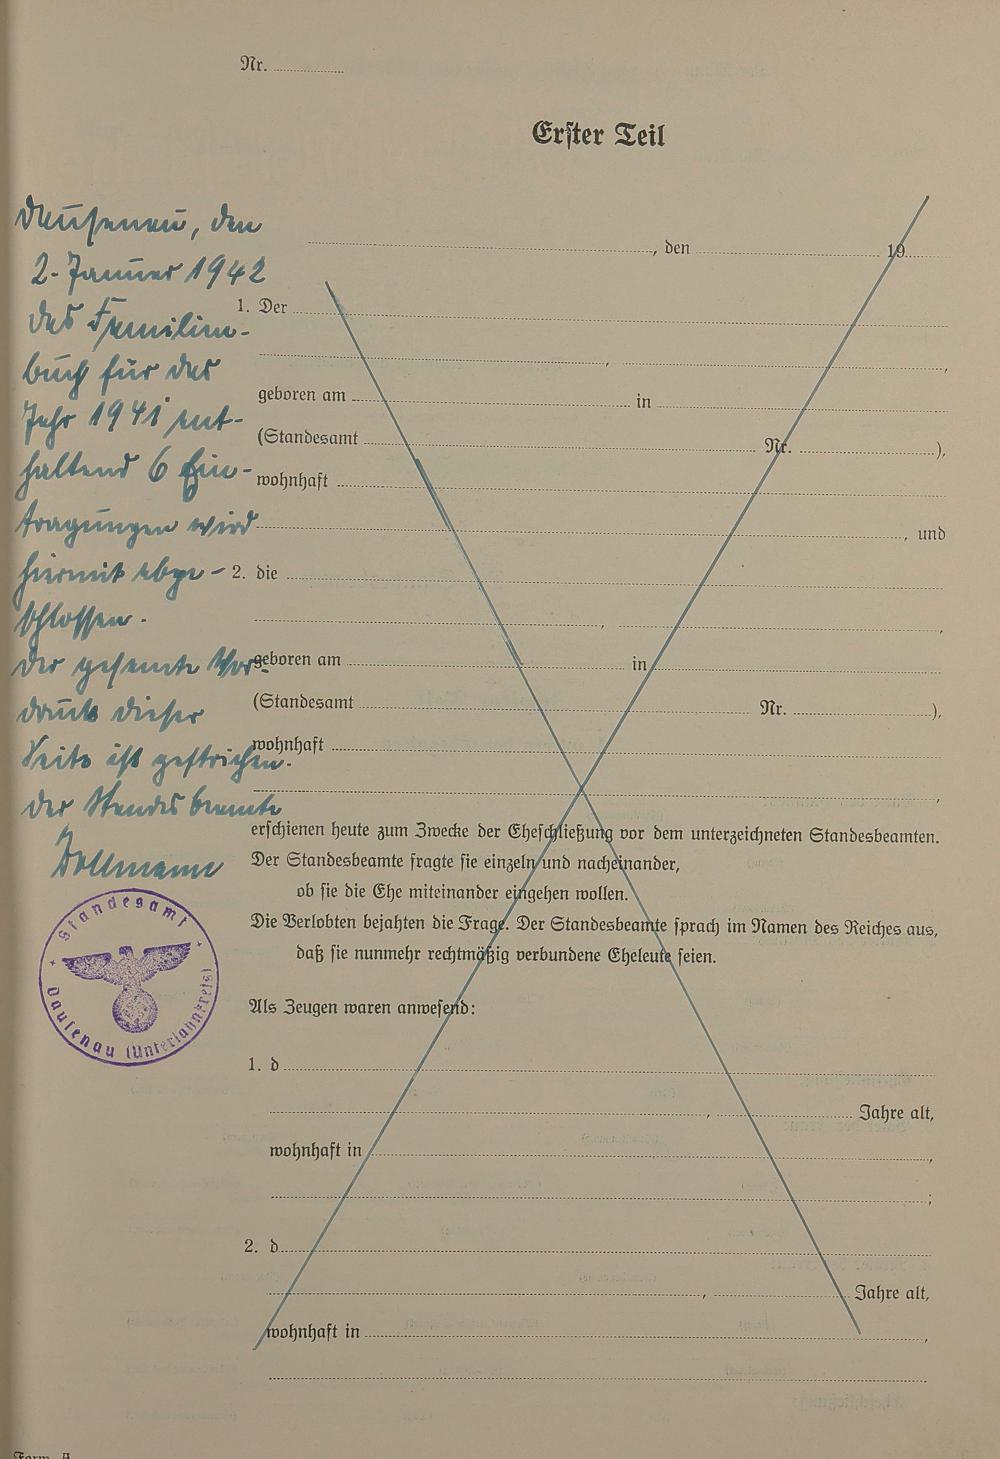 Nr.
Erster Teil
Dausenau, den
2. Januar 1942
das Familien-
buch für das
Jahr 1941 ent-
haltend 6 Ein-
tragungen wird
hiermit abge-
schlossen.
Der gesamte Vor-
druck dieser
Seite ist gestrichen.
Der Standesbeamte
Standesamt
Dausenau (Unterlahnkreis)
, den 19
1. Der
,
,
geboren am in
(Standesamt Nr. ),
wohnhaft
, und
2. die
,
,
geboren am in
(Standesamt Nr. ),
wohnhaft
,
erschienen heute zum Zwecke der Eheschließung vor dem unterzeichneten Standesbeamten.
Der Standesbeamte fragte sie einzeln und nacheinander,
ob sie die Ehe miteinander eingehen wollen.
Die Verlobten bejahten die Frage. Der Standesbeamte sprach im Namen des Reiches aus,
daß sie nunmehr rechtmäßig verbundene Eheleute seien.
Als Zeugen waren anwesend:
1. d
, Jahre alt,
wohnhaft in ,
;
2. d
, Jahre alt,
wohnhaft in ,
Form. A